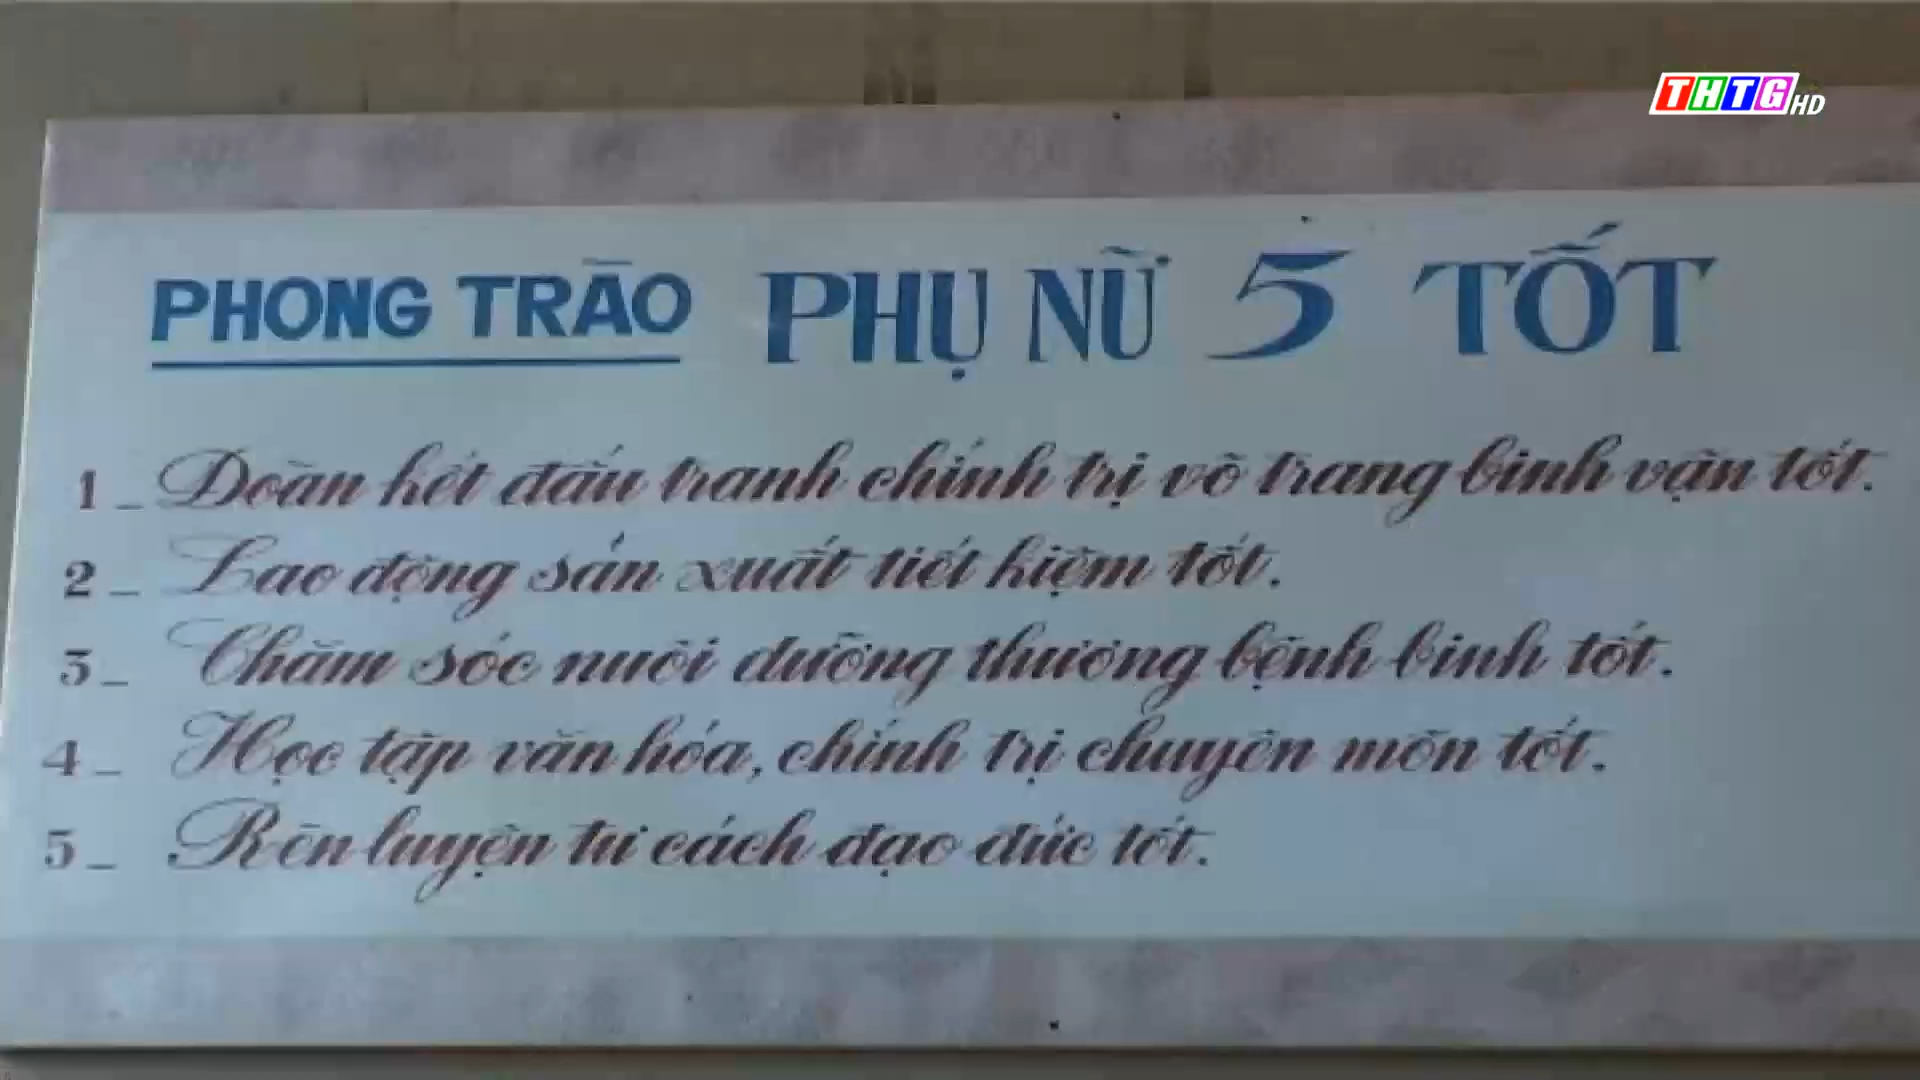 THTG HD
PHONG TRÀO PHỤ NỮ 5 TỐT
1_ Đoàn kết đấu tranh chính trị võ trang binh vận tốt.
2_ Lao động sản xuất tiết kiệm tốt.
3_ Chăm sóc nuôi dưỡng thương bệnh binh tốt.
4_ Học tập văn hóa, chính trị chuyên môn tốt.
5_ Rèn luyện tư cách đạo đức tốt.